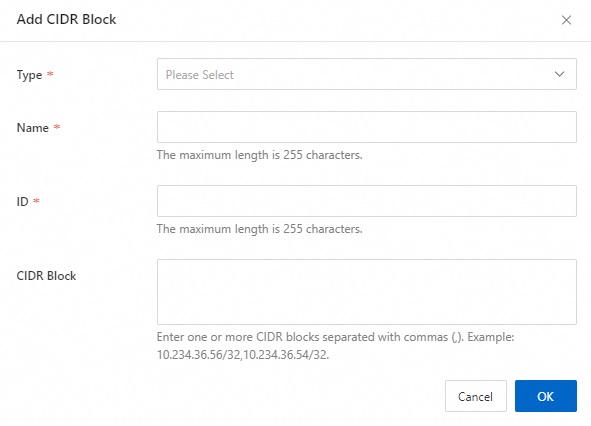 Add CIDR Block
Type *
Please Select
Name *
The maximum length is 255 characters.
ID *
The maximum length is 255 characters.
CIDR Block
Enter one or more CIDR blocks separated with commas (,). Example:
10.234.36.56/32,10.234.36.54/32.
Cancel
OK